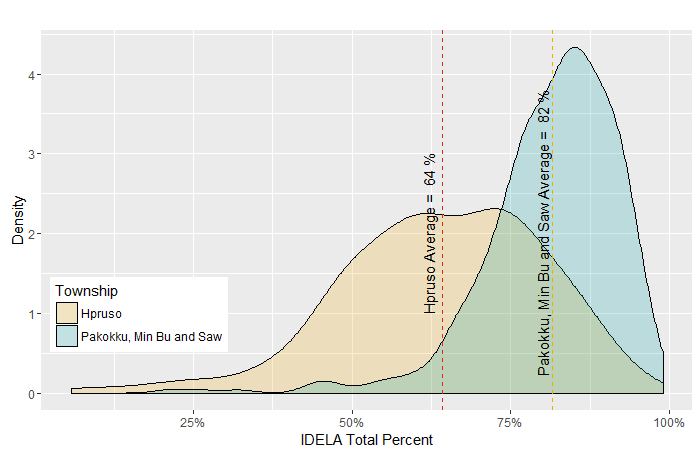 Density
4
3
2
1
0
Hpruso Average = 64 %
Pakokku, Min Bu and Saw Average = 82 %
Township
Hpruso
Pakokku, Min Bu and Saw
25%
50%
75%
100%
IDELA Total Percent